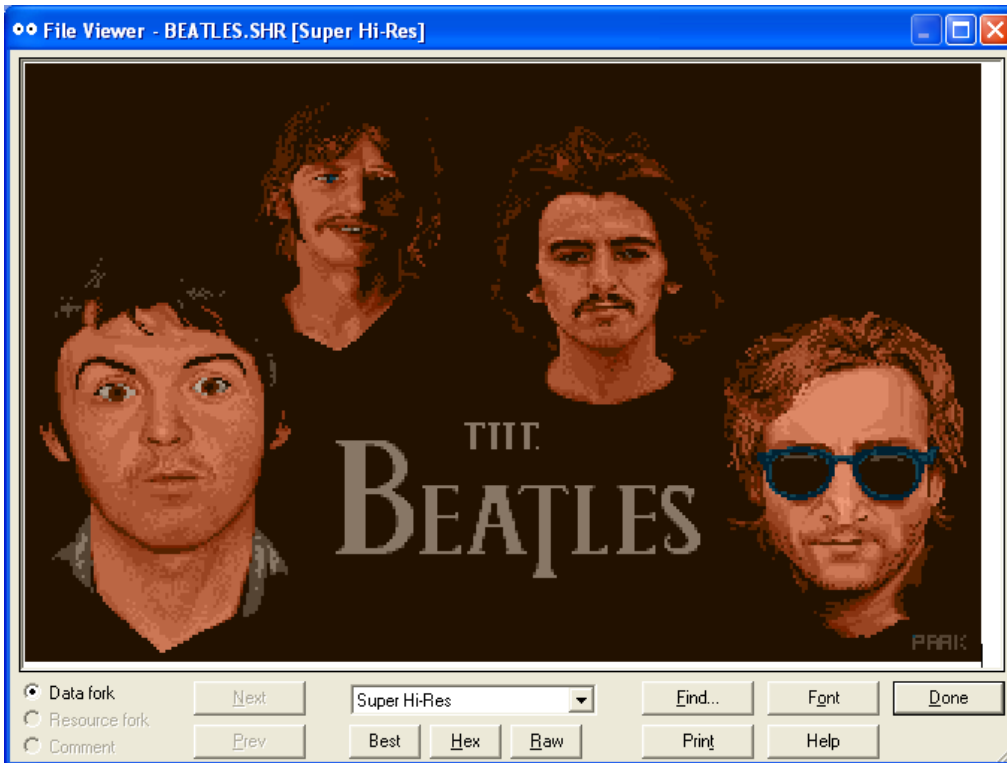 File Viewer - BEATLES.SHR [Super Hi-Res]
THE
BEATLES
PARK
Data fork
Next
Super Hi-Res
Find...
Font
Done
Resource fork
Comment
Prev
Best
Hex
Raw
Print
Help